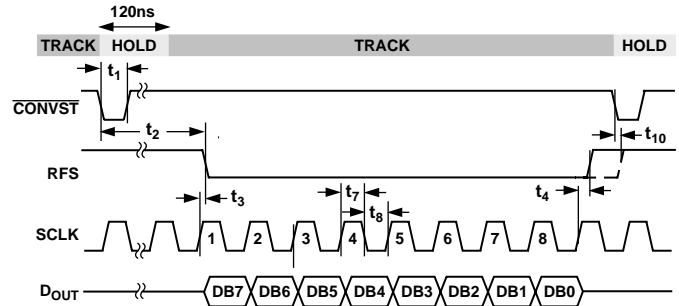 120ns
TRACK HOLD TRACK HOLD
t1
CONVST
t2
t10
RFS
t3
t7
t8
t4
SCLK 1 2 3 4 5 6 7 8
DOUT DB7 DB6 DB5 DB4 DB3 DB2 DB1 DB0